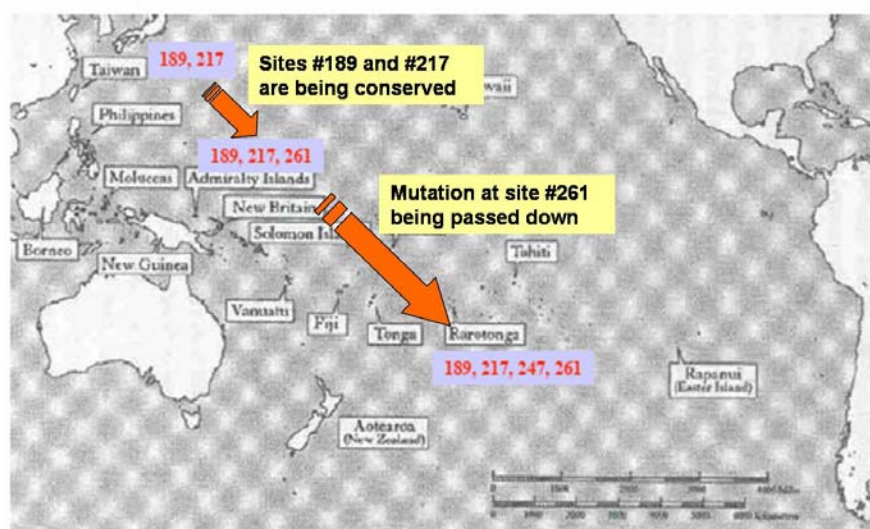 189, 217
Sites #189 and #217
are being conserved
Taiwan
Philippines
189, 217, 261
Moluccas
Admiralty Islands
Mutation at site #261
being passed down
New Britain
Solomon
Borneo
New Guinea
Tahiti
Vanuatu
Fiji
Tonga
Rarotonga
189, 217, 247, 261
Rapanui
(Easter Island)
Aotearoa
(New Zealand)